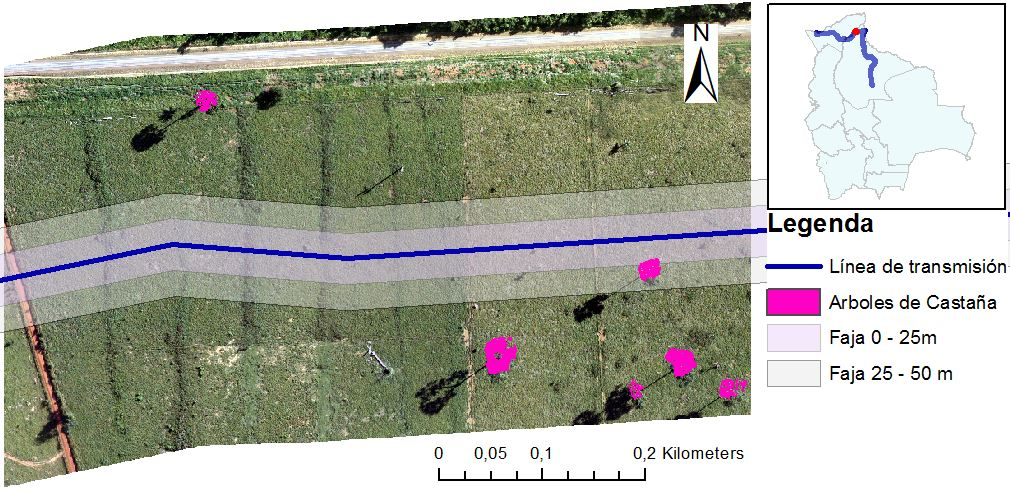 N
Legenda
Línea de transmisión
Arboles de Castaña
Faja 0 - 25m
Faja 25 - 50 m
0 0,05 0,1 0,2 Kilometers